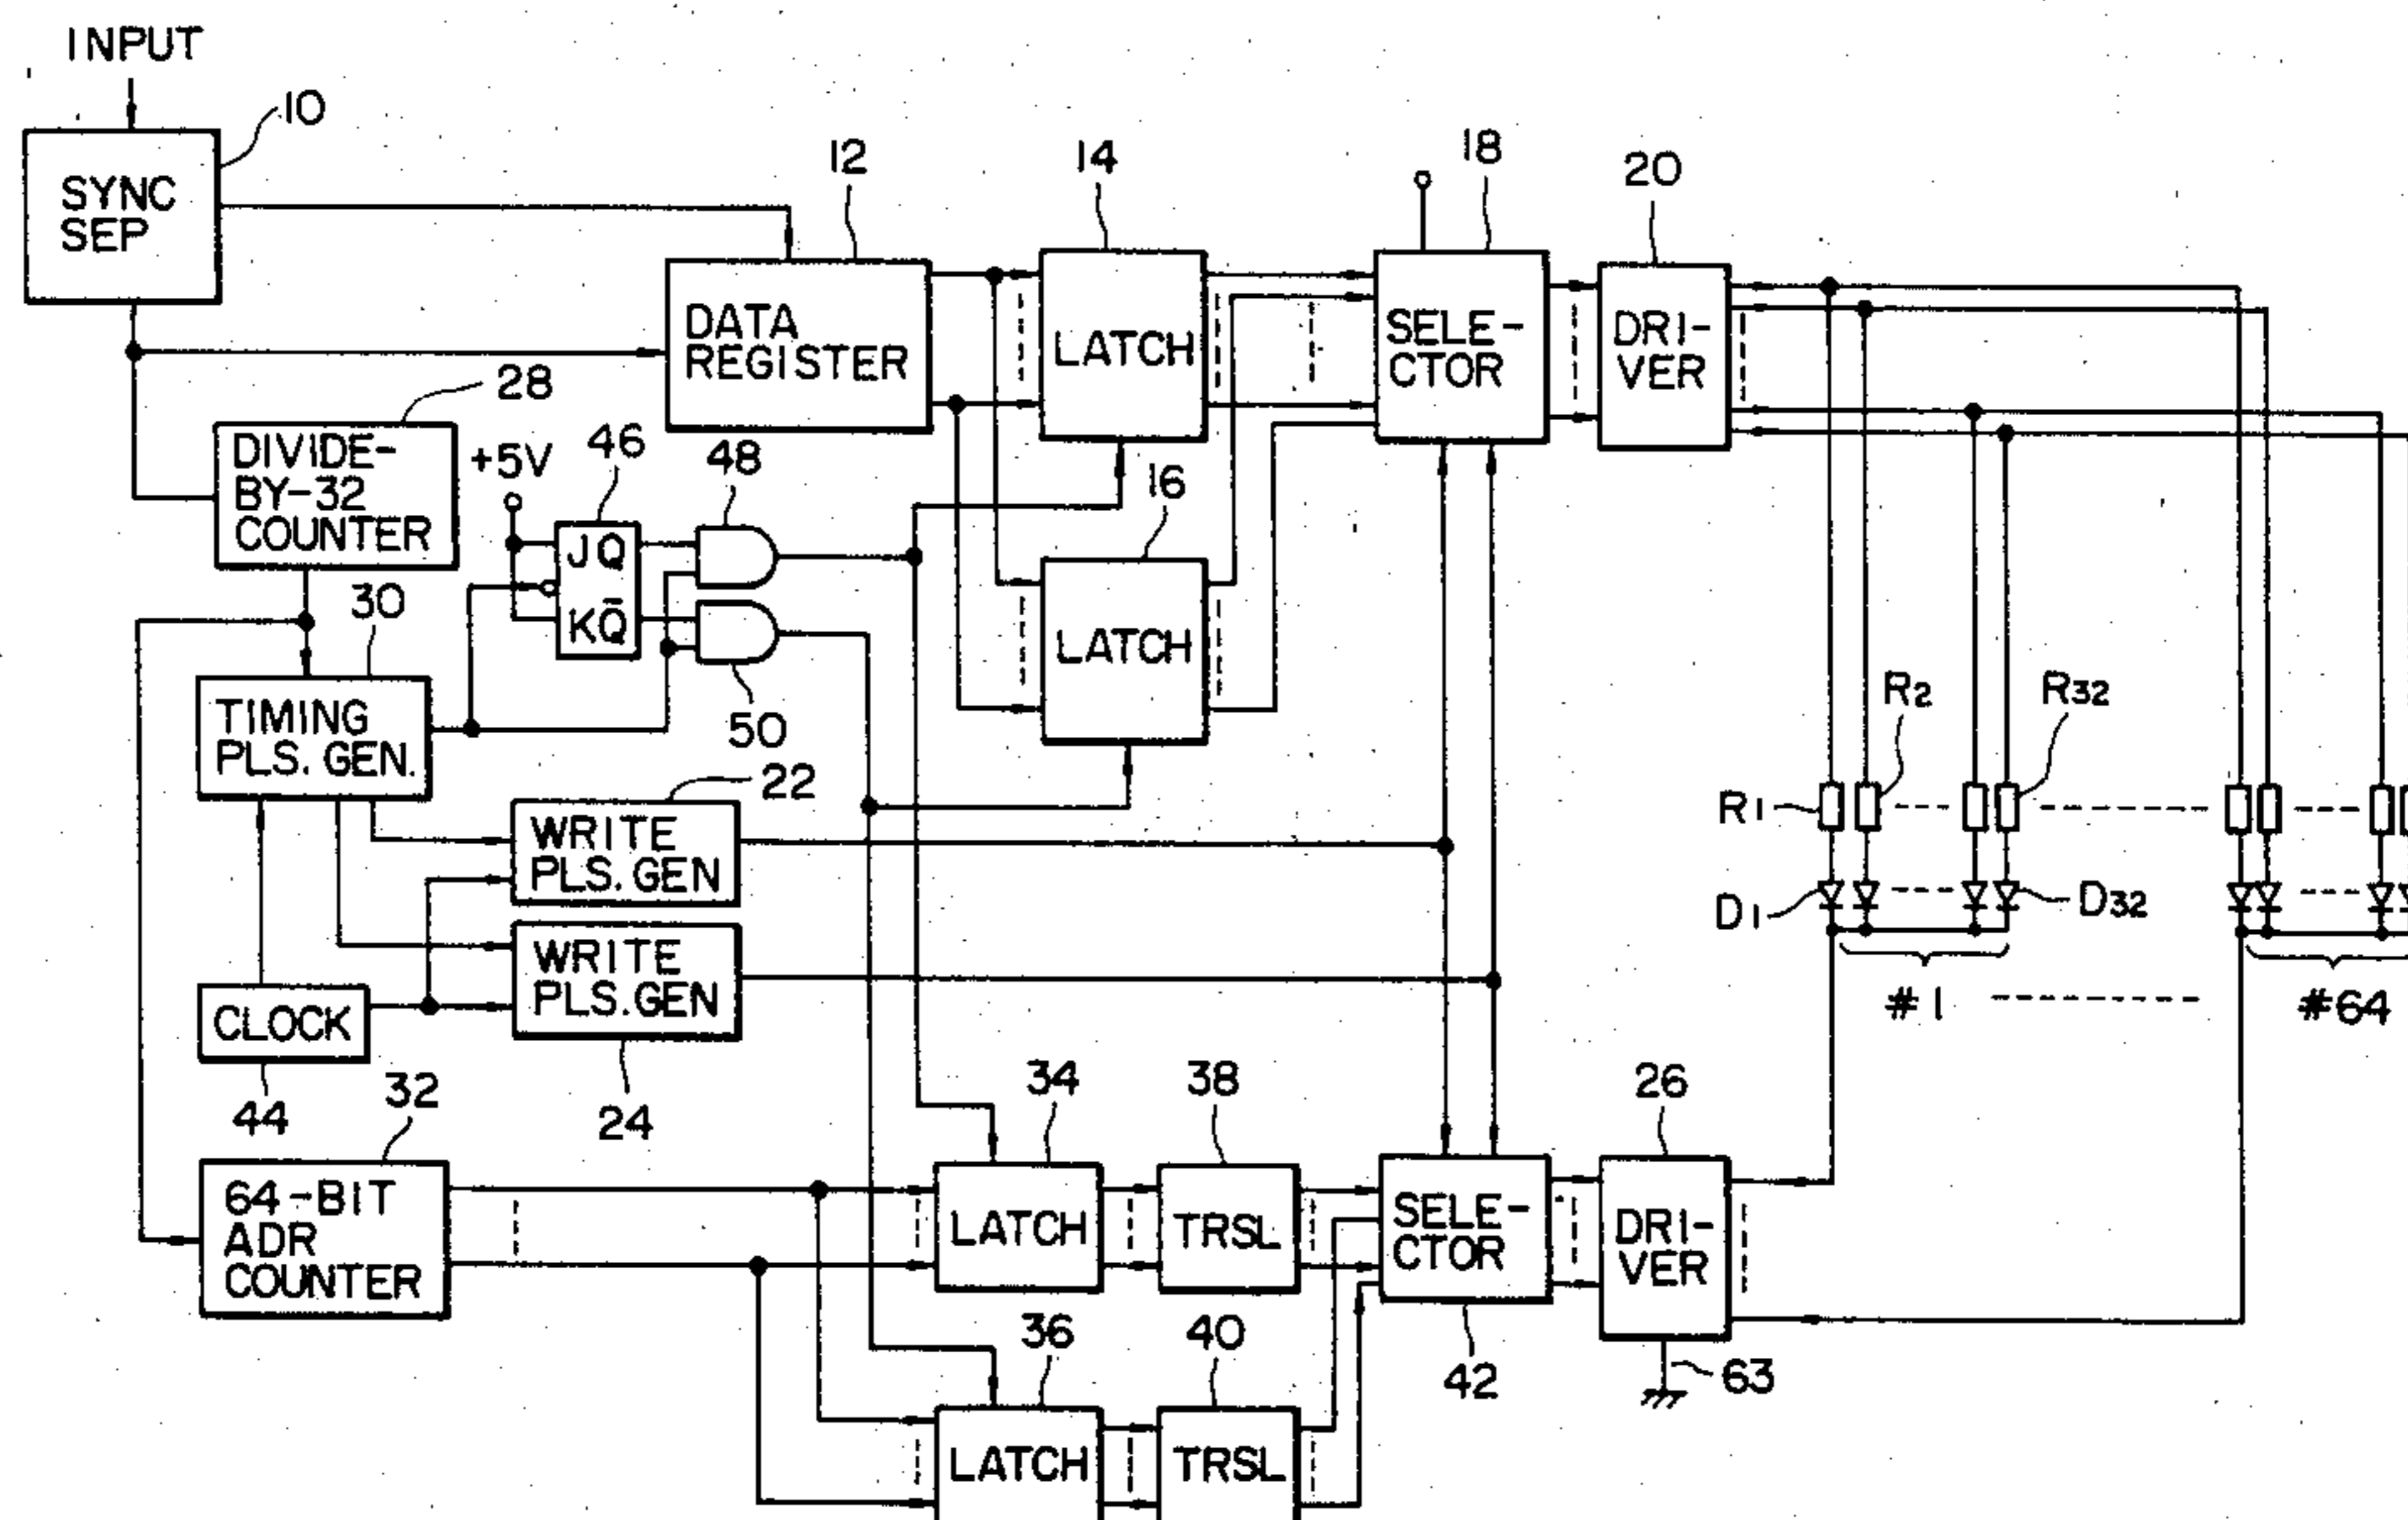 INPUT
10
SYNC
SEP
12
DATA
REGISTER
14
LATCH
18
SELE-
CTOR
20
DRI-
VER
28
DIVIDE-
BY-32
COUNTER
+5V
46
J Q
K Q̄
48
50
16
LATCH
30
TIMING
PLS. GEN.
22
WRITE
PLS. GEN
WRITE
PLS. GEN
24
CLOCK
44
R1
R2
R32
D1
D32
#1
#64
32
64-BIT
ADR
COUNTER
34
LATCH
38
TRSL
SELE-
CTOR
42
26
DRI-
VER
63
36
LATCH
40
TRSL